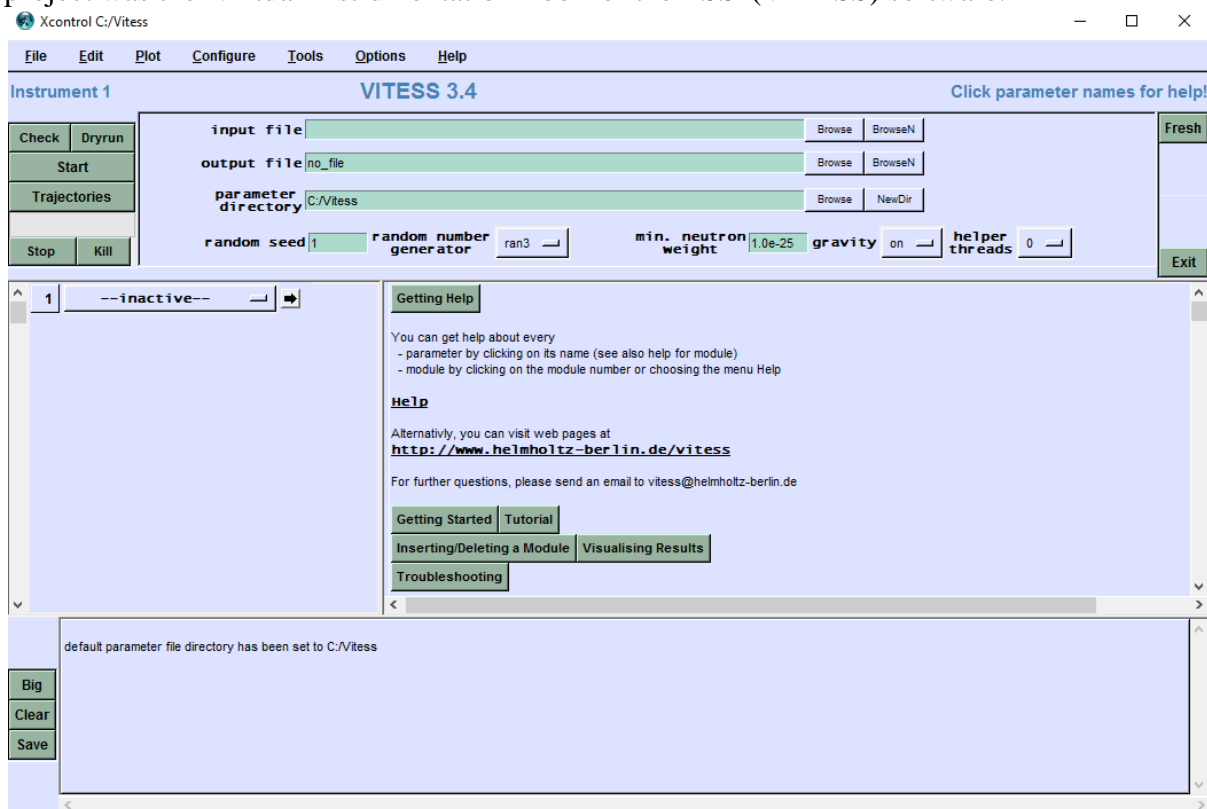 Xcontrol C:/Vitess
File Edit Plot Configure Tools Options Help
Instrument 1 VITESS 3.4 Click parameter names for help!
Check Dryrun
Start
Trajectories
Stop Kill
input file Browse BrowseN
output file no_file Browse BrowseN
parameter directory C:/Vitess Browse NewDir
random seed 1 random number generator ran3 min. neutron weight 1.0e-25 gravity on helper threads 0
Fresh
Exit
1 --inactive--
Getting Help
You can get help about every
- parameter by clicking on its name (see also help for module)
- module by clicking on the module number or choosing the menu Help
Help
Alternativly, you can visit web pages at
http://www.helmholtz-berlin.de/vitess
For further questions, please send an email to vitess@helmholtz-berlin.de
Getting Started Tutorial
Inserting/Deleting a Module Visualising Results
Troubleshooting
default parameter file directory has been set to C:/Vitess
Big
Clear
Save